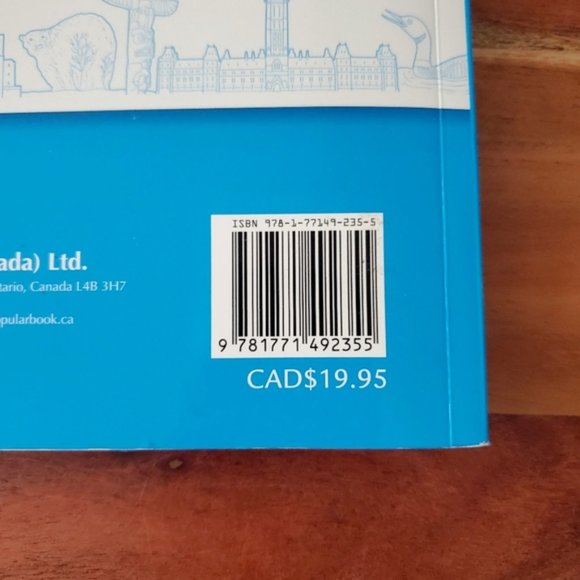 ada) Ltd.
tario, Canada L4B 3H7
pularbook.ca
ISBN 978-1-77149-235-5
9 781771 492355
CAD$19.95